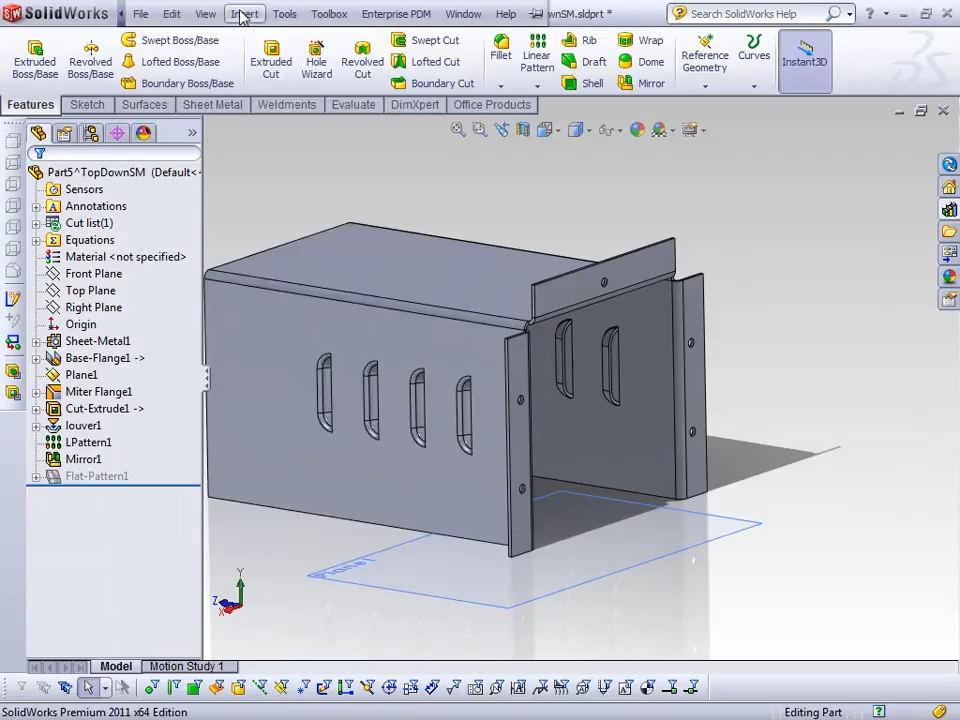 SolidWorks File Edit View Insert Tools Toolbox Enterprise PDM Window Help wnSM.sldprt * Search SolidWorks Help
Extruded Boss/Base Revolved Boss/Base Swept Boss/Base Lofted Boss/Base Boundary Boss/Base Extruded Cut Hole Wizard Revolved Cut Swept Cut Lofted Cut Boundary Cut Fillet Linear Pattern Rib Draft Shell Wrap Dome Mirror Reference Geometry Curves Instant3D
Features Sketch Surfaces Sheet Metal Weldments Evaluate DimXpert Office Products
Part5^TopDownSM (Default<
Sensors
Annotations
Cut list(1)
Equations
Material <not specified>
Front Plane
Top Plane
Right Plane
Origin
Sheet-Metal1
Base-Flange1 ->
Plane1
Miter Flange1
Cut-Extrude1 ->
louver1
LPattern1
Mirror1
Flat-Pattern1
Plane1
Y
Z
X
Model Motion Study 1
SolidWorks Premium 2011 x64 Edition Editing Part